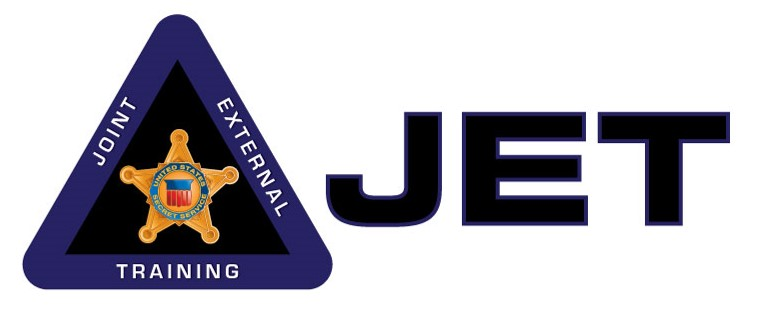 JOINT
EXTERNAL
TRAINING
UNITED STATES
SECRET SERVICE
JET